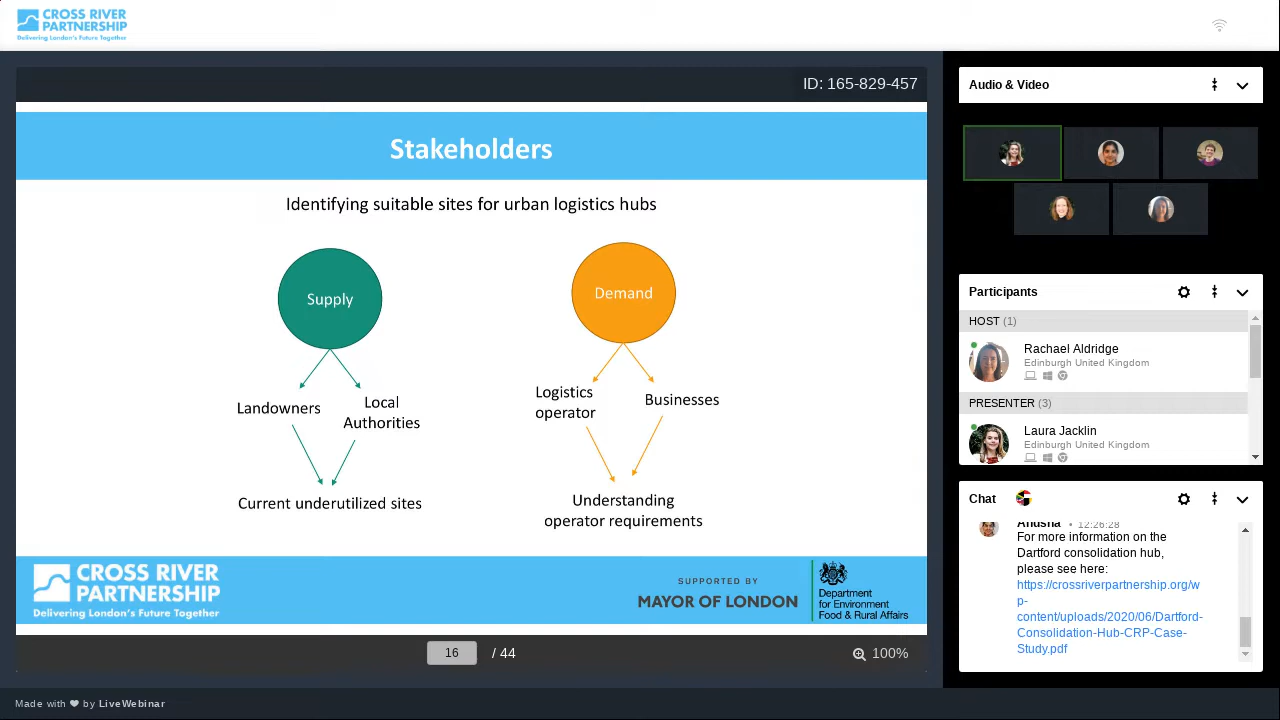 CROSS RIVER
PARTNERSHIP
Delivering London's Future Together
ID: 165-829-457
Stakeholders
Identifying suitable sites for urban logistics hubs
Supply
Demand
Landowners
Local
Authorities
Logistics
operator
Businesses
Current underutilized sites
Understanding
operator requirements
CROSS RIVER
PARTNERSHIP
Delivering London's Future Together
SUPPORTED BY
MAYOR OF LONDON
Department
for Environment
Food & Rural Affairs
16 / 44
100%
Made with ❤ by LiveWebinar
Audio & Video
Participants
HOST (1)
Rachael Aldridge
Edinburgh United Kingdom
PRESENTER (3)
Laura Jacklin
Edinburgh United Kingdom
Chat
Anusha • 12:26:28
For more information on the
Dartford consolidation hub,
please see here:
https://crossriverpartnership.org/w
p-
content/uploads/2020/06/Dartford-
Consolidation-Hub-CRP-Case-
Study.pdf